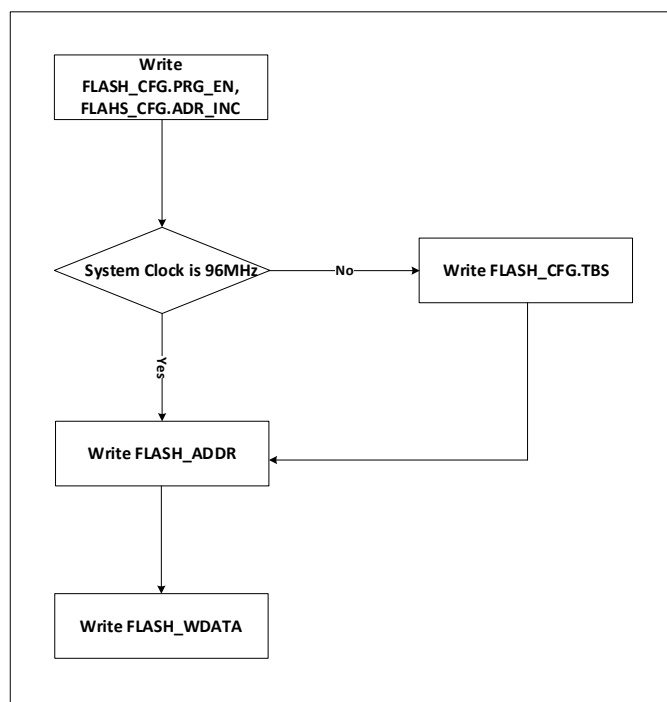 Write
FLASH_CFG.PRG_EN,
FLAHS_CFG.ADR_INC
System Clock is 96MHz
No
Write FLASH_CFG.TBS
Yes
Write FLASH_ADDR
Write FLASH_WDATA